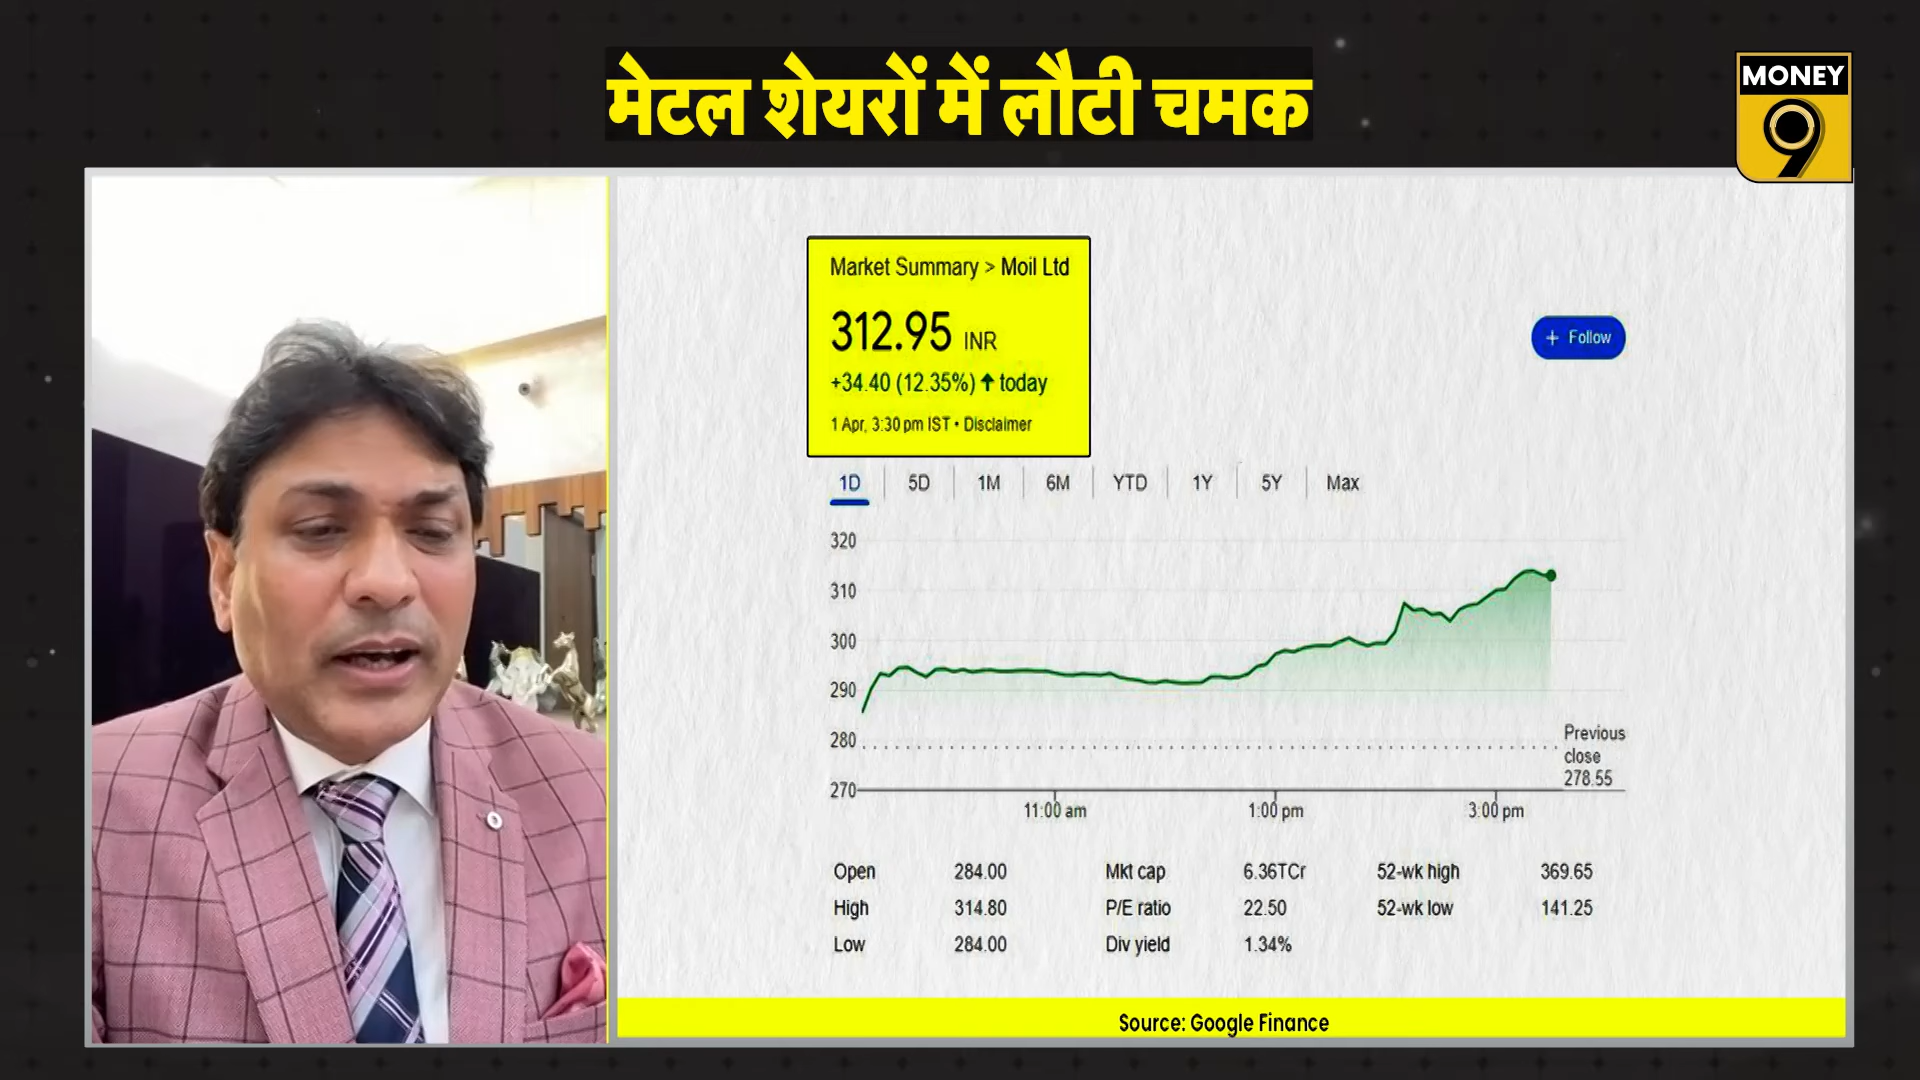 मेटल शेयरों में लौटी चमक
MONEY
9
Market Summary > Moil Ltd
312.95 INR
+34.40 (12.35%) ↑ today
1 Apr, 3:30 pm IST • Disclaimer
+ Follow
1D 5D 1M 6M YTD 1Y 5Y Max
320
310
300
290
280
270
Previous
close
278.55
11:00 am 1:00 pm 3:00 pm
Open 284.00 Mkt cap 6.36TCr 52-wk high 369.65
High 314.80 P/E ratio 22.50 52-wk low 141.25
Low 284.00 Div yield 1.34%
Source: Google Finance